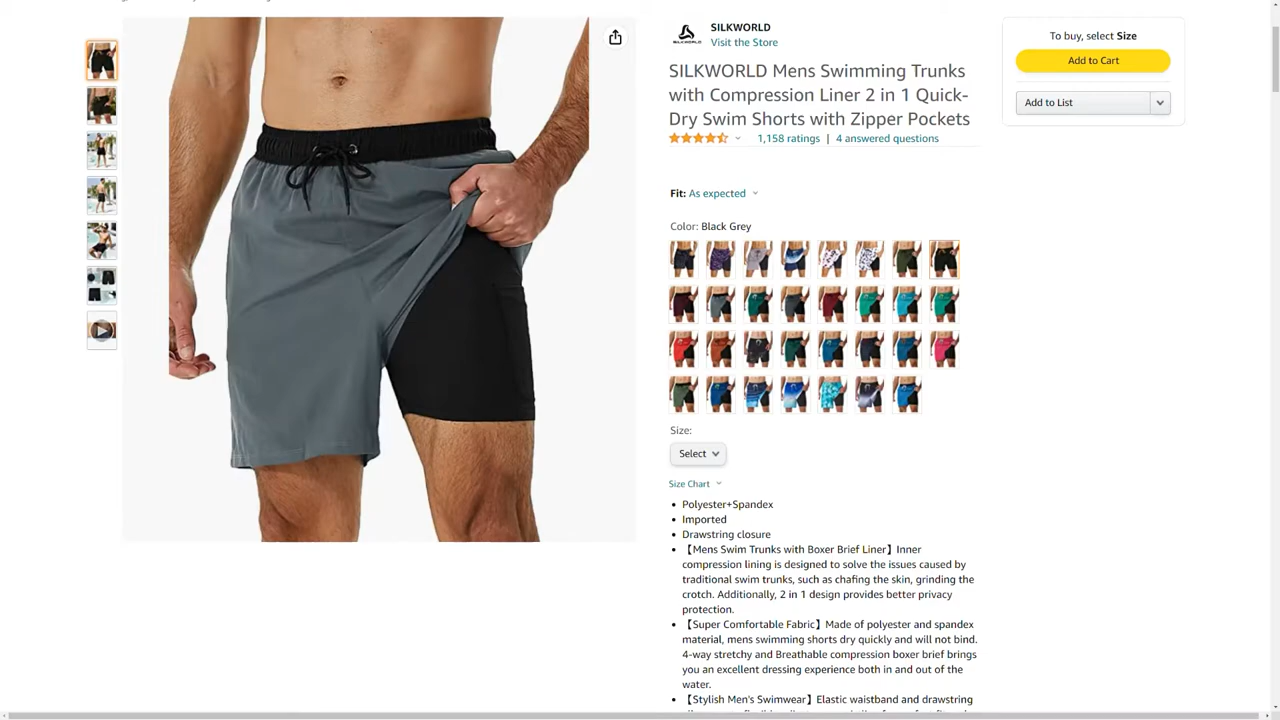 SILKWORLD
SILKWORLD
Visit the Store
SILKWORLD Mens Swimming Trunks
with Compression Liner 2 in 1 Quick-
Dry Swim Shorts with Zipper Pockets
1,158 ratings | 4 answered questions
Fit: As expected
Color: Black Grey
Size:
Select
Size Chart
• Polyester+Spandex
• Imported
• Drawstring closure
• 【Mens Swim Trunks with Boxer Brief Liner】Inner
compression lining is designed to solve the issues caused by
traditional swim trunks, such as chafing the skin, grinding the
crotch. Additionally, 2 in 1 design provides better privacy
protection.
• 【Super Comfortable Fabric】Made of polyester and spandex
material, mens swimming shorts dry quickly and will not bind.
4-way stretchy and Breathable compression boxer brief brings
you an excellent dressing experience both in and out of the
water.
• 【Stylish Men's Swimwear】Elastic waistband and drawstring
To buy, select Size
Add to Cart
Add to List